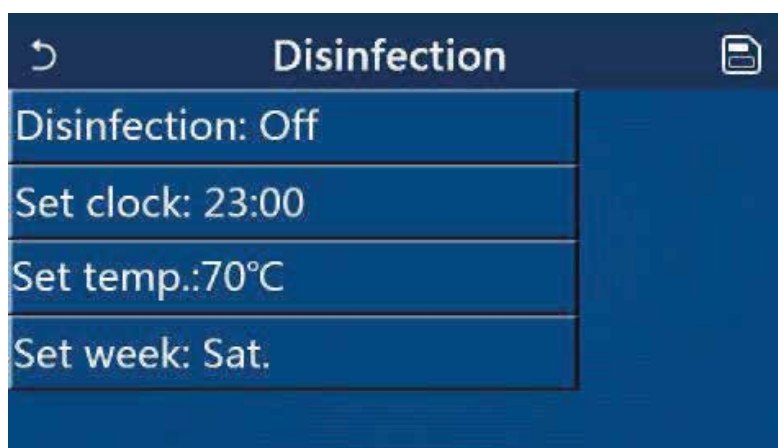 Disinfection
Disinfection: Off
Set clock: 23:00
Set temp.:70℃
Set week: Sat.